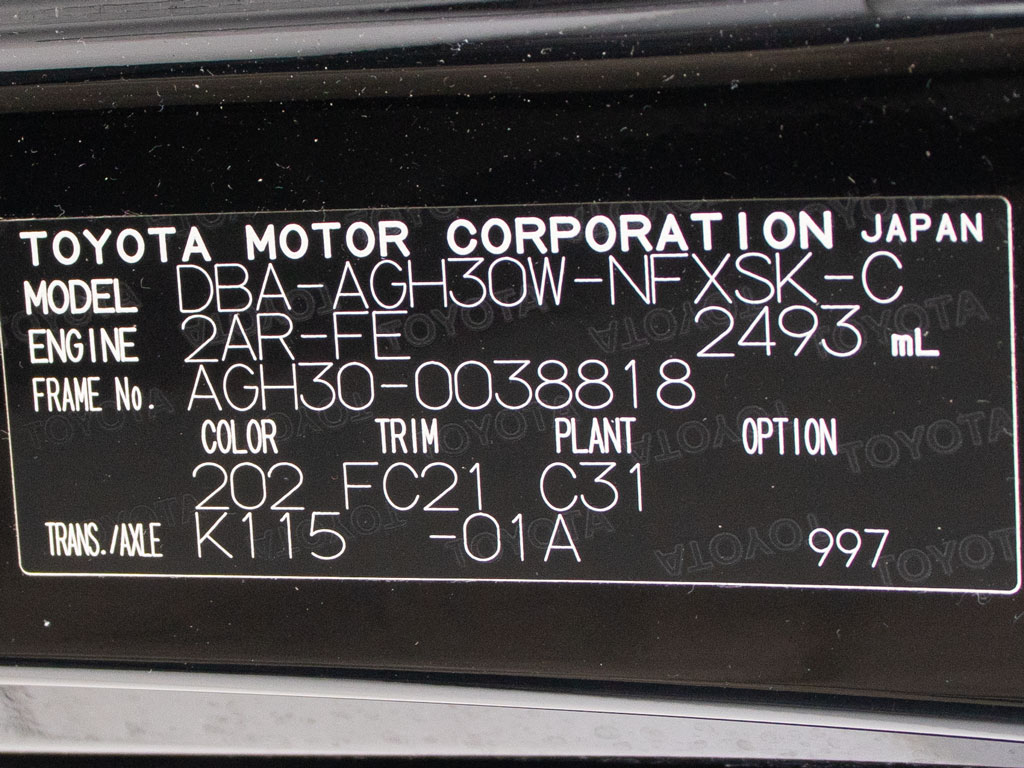 TOYOTA MOTOR CORPORATION JAPAN
MODEL DBA-AGH30W-NFXSK-C
ENGINE 2AR-FE 2493 mL
FRAME No. AGH30-0038818
COLOR TRIM PLANT OPTION
202 FC21 C31
TRANS./AXLE K115 -01A 997